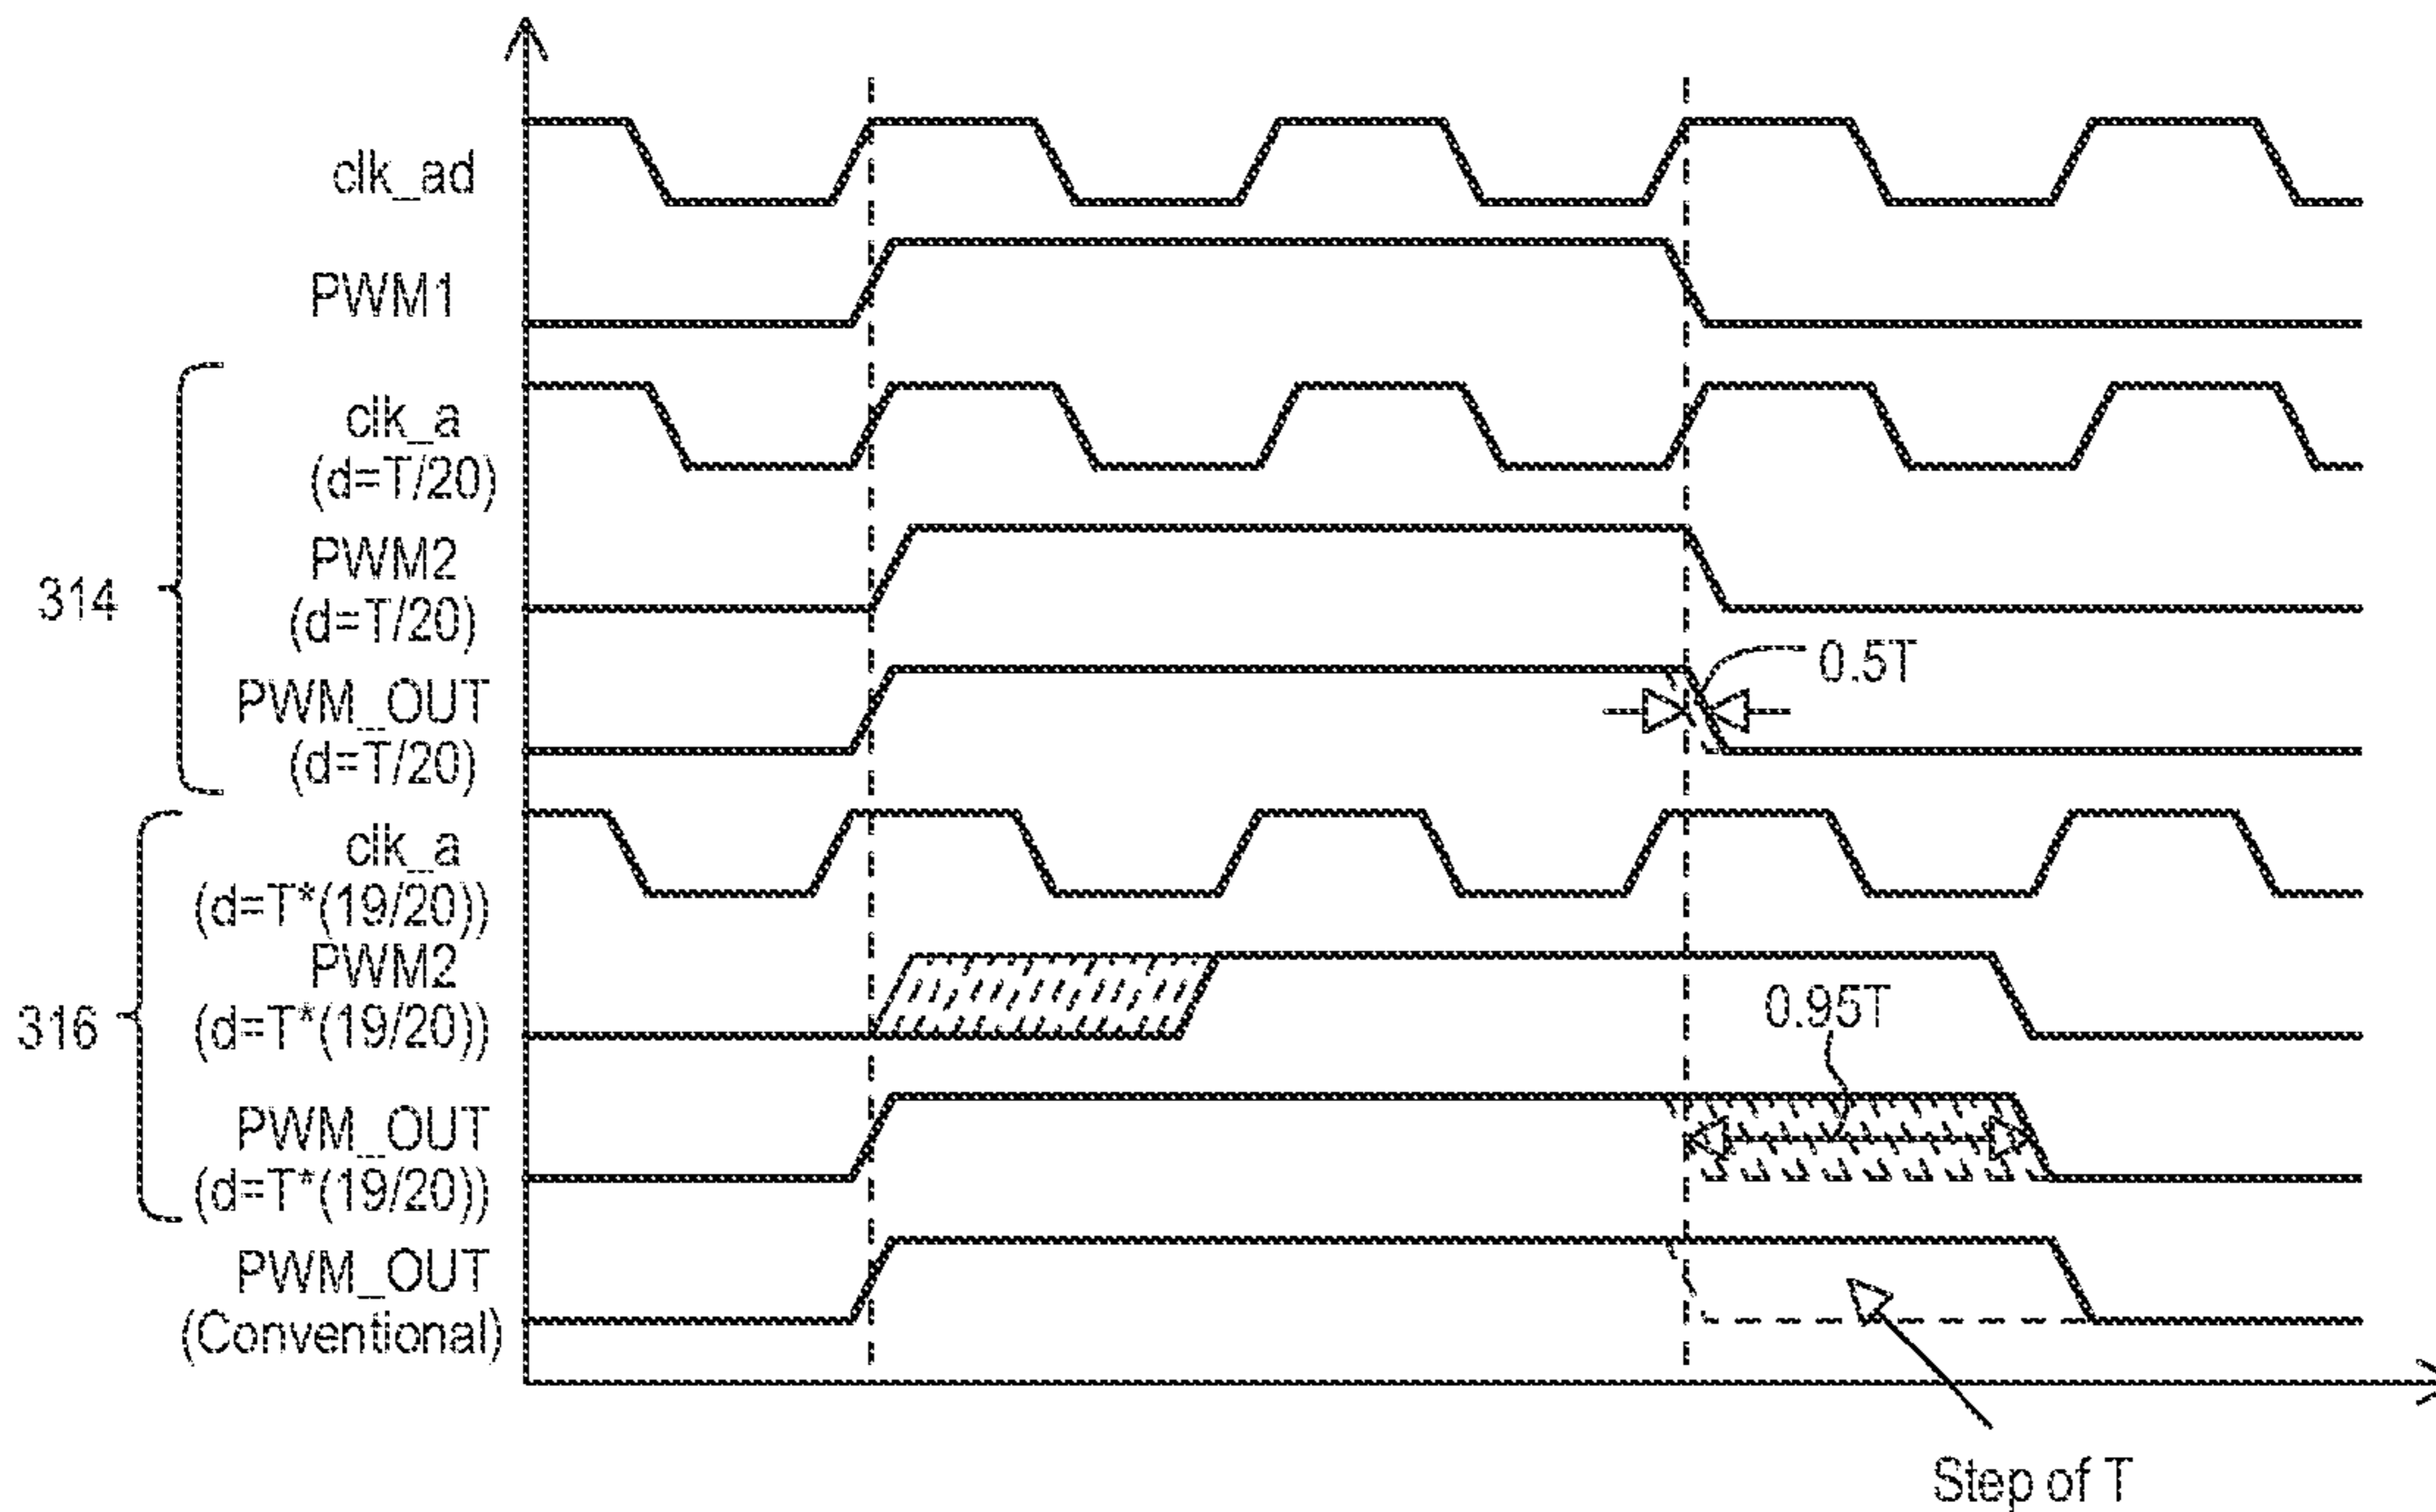 clk_ad
PWM1
clk_a
(d=T/20)
314
PWM2
(d=T/20)
PWM_OUT
(d=T/20)
0.5T
clk_a
(d=T*(19/20))
316
PWM2
(d=T*(19/20))
0.95T
PWM_OUT
(d=T*(19/20))
PWM_OUT
(Conventional)
Step of T